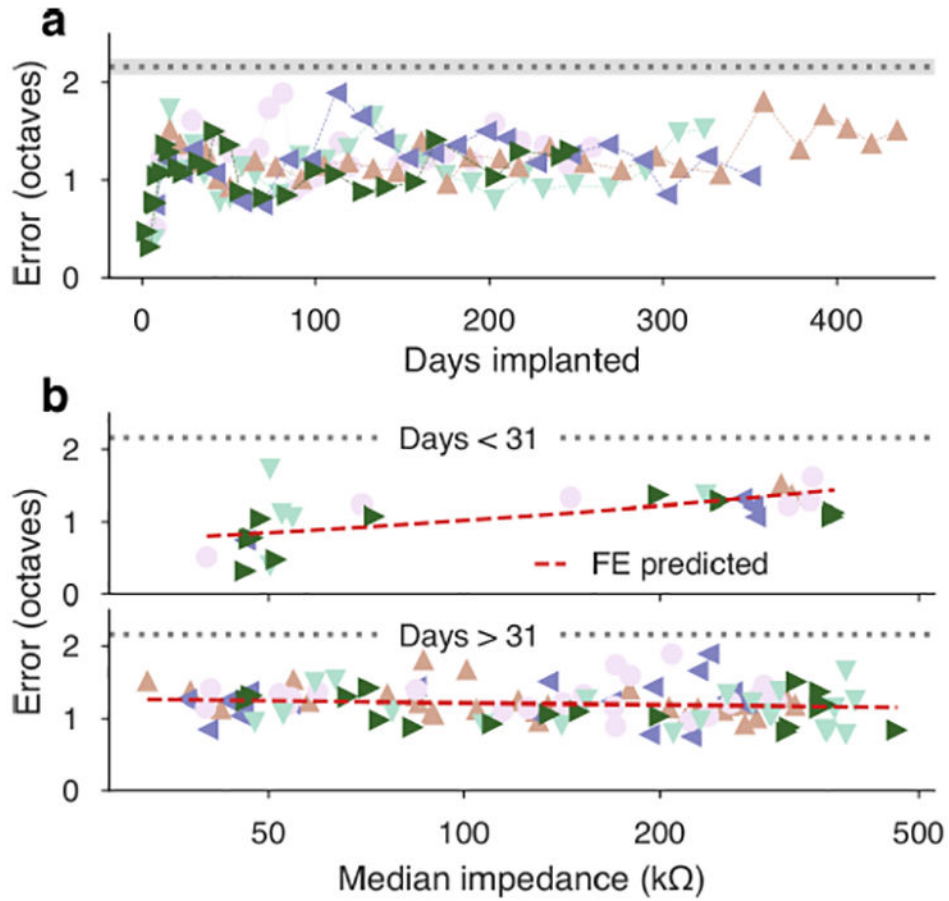 a
Error (octaves)
2
1
0
0 100 200 300 400
Days implanted
b
Error (octaves)
2
1
0
Days < 31
FE predicted
2
1
0
Days > 31
50 100 200 500
Median impedance (kΩ)